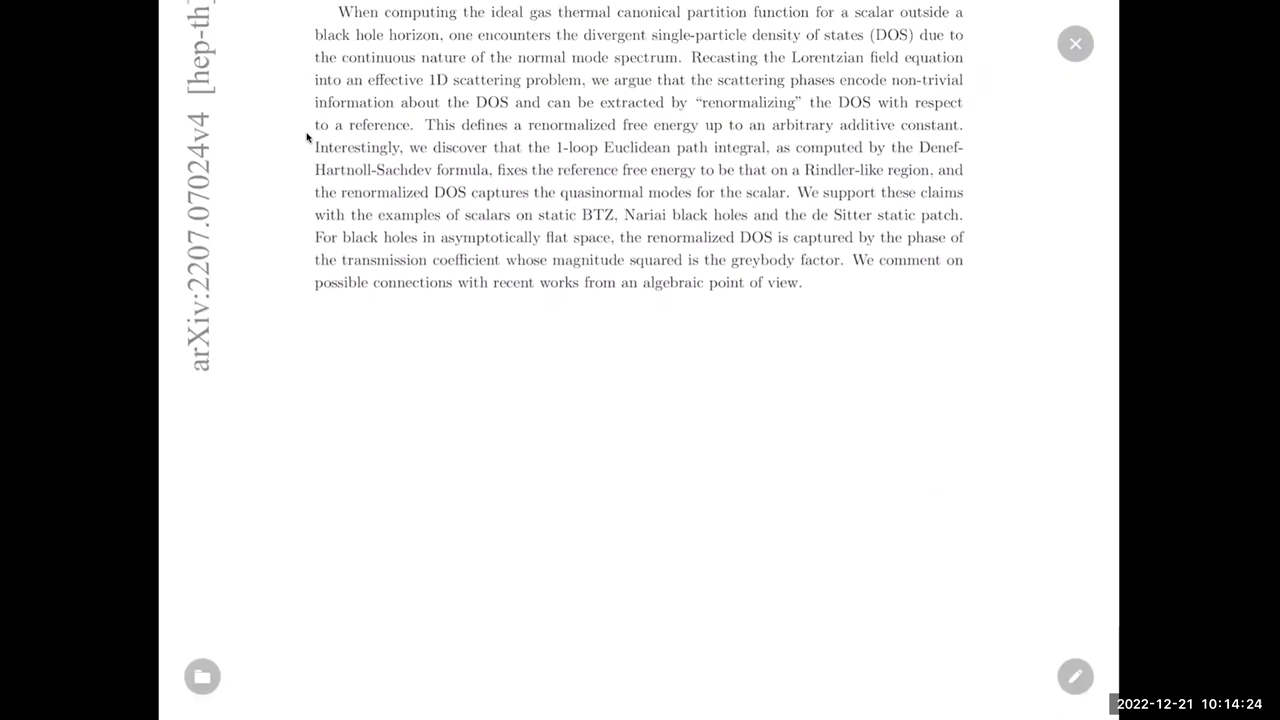 When computing the ideal gas thermal canonical partition function for a scalar outside a
black hole horizon, one encounters the divergent single-particle density of states (DOS) due to
the continuous nature of the normal mode spectrum. Recasting the Lorentzian field equation
into an effective 1D scattering problem, we argue that the scattering phases encode non-trivial
information about the DOS and can be extracted by “renormalizing” the DOS with respect
to a reference. This defines a renormalized free energy up to an arbitrary additive constant.
Interestingly, we discover that the 1-loop Euclidean path integral, as computed by the Denef-
Hartnoll-Sachdev formula, fixes the reference free energy to be that on a Rindler-like region, and
the renormalized DOS captures the quasinormal modes for the scalar. We support these claims
with the examples of scalars on static BTZ, Nariai black holes and the de Sitter static patch.
For black holes in asymptotically flat space, the renormalized DOS is captured by the phase of
the transmission coefficient whose magnitude squared is the greybody factor. We comment on
possible connections with recent works from an algebraic point of view.
arXiv:2207.07024v4 [hep-th]
2022-12-21 10:14:24